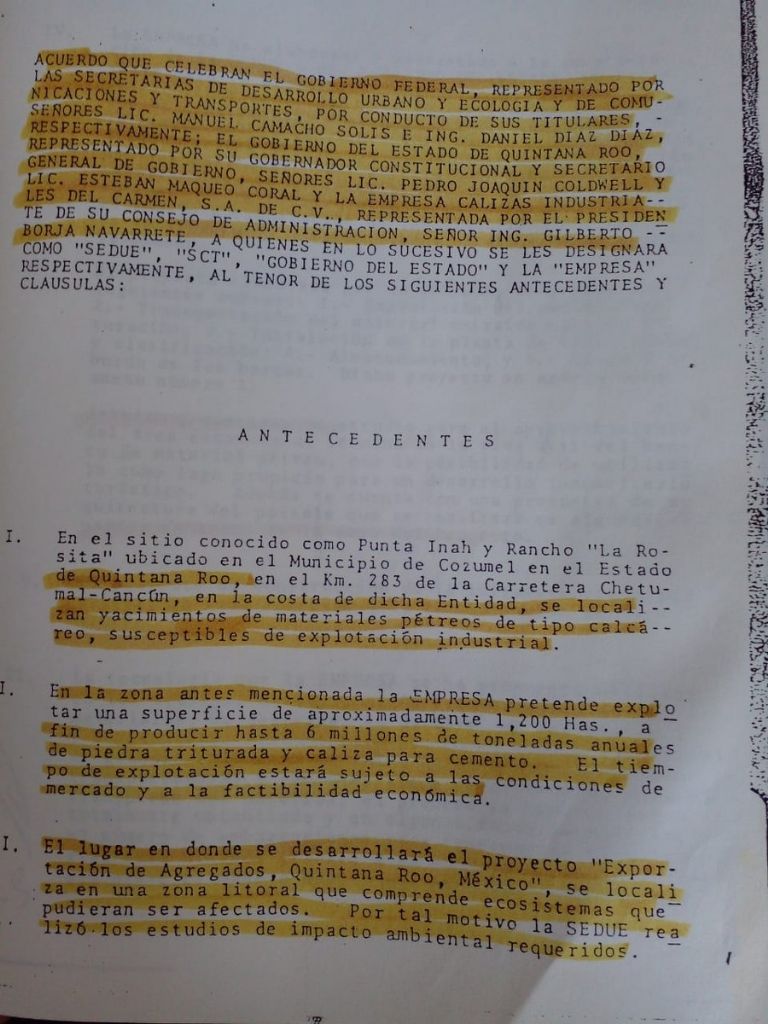 ACUERDO QUE CELEBRAN EL GOBIERNO FEDERAL, REPRESENTADO POR
LAS SECRETARIAS DE DESARROLLO URBANO Y ECOLOGIA Y DE COMU-
NICACIONES Y TRANSPORTES, POR CONDUCTO DE SUS TITULARES, -
SEÑORES LIC. MANUEL CAMACHO SOLIS E ING. DANIEL DIAZ DIAZ,
RESPECTIVAMENTE; EL GOBIERNO DEL ESTADO DE QUINTANA ROO,
REPRESENTADO POR SU GOBERNADOR CONSTITUCIONAL Y SECRETARIO
GENERAL DE GOBIERNO, SEÑORES LIC. PEDRO JOAQUIN COLDWELL Y
LIC. ESTEBAN MAQUEO CORAL Y LA EMPRESA CALIZAS INDUSTRIA--
LES DEL CARMEN, S.A. DE C.V., REPRESENTADA POR EL PRESIDEN
TE DE SU CONSEJO DE ADMINISTRACION, SEÑOR ING. GILBERTO --
BORJA NAVARRETE, A QUIENES EN LO SUCESIVO SE LES DESIGNARA
COMO "SEDUE", "SCT", "GOBIERNO DEL ESTADO" Y LA "EMPRESA"
RESPECTIVAMENTE, AL TENOR DE LOS SIGUIENTES ANTECEDENTES Y
CLAUSULAS:
A N T E C E D E N T E S
I. En el sitio conocido como Punta Inah y Rancho "La Ro-
sita" ubicado en el Municipio de Cozumel en el Estado
de Quintana Roo, en el Km. 283 de la Carretera Chetu-
mal-Cancún, en la costa de dicha Entidad, se locali--
zan yacimientos de materiales pétreos de tipo calcá--
reo, susceptibles de explotación industrial.
I. En la zona antes mencionada la EMPRESA pretende explo
tar una superficie de aproximadamente 1,200 Has., a
fin de producir hasta 6 millones de toneladas anuales
de piedra triturada y caliza para cemento. El tiem-
po de explotación estará sujeto a las condiciones de
mercado y a la factibilidad económica.
I. El lugar en donde se desarrollará el proyecto "Expor-
tación de Agregados, Quintana Roo, México", se locali
za en una zona litoral que comprende ecosistemas que
pudieran ser afectados. Por tal motivo la SEDUE rea
lizó los estudios de impacto ambiental requeridos.